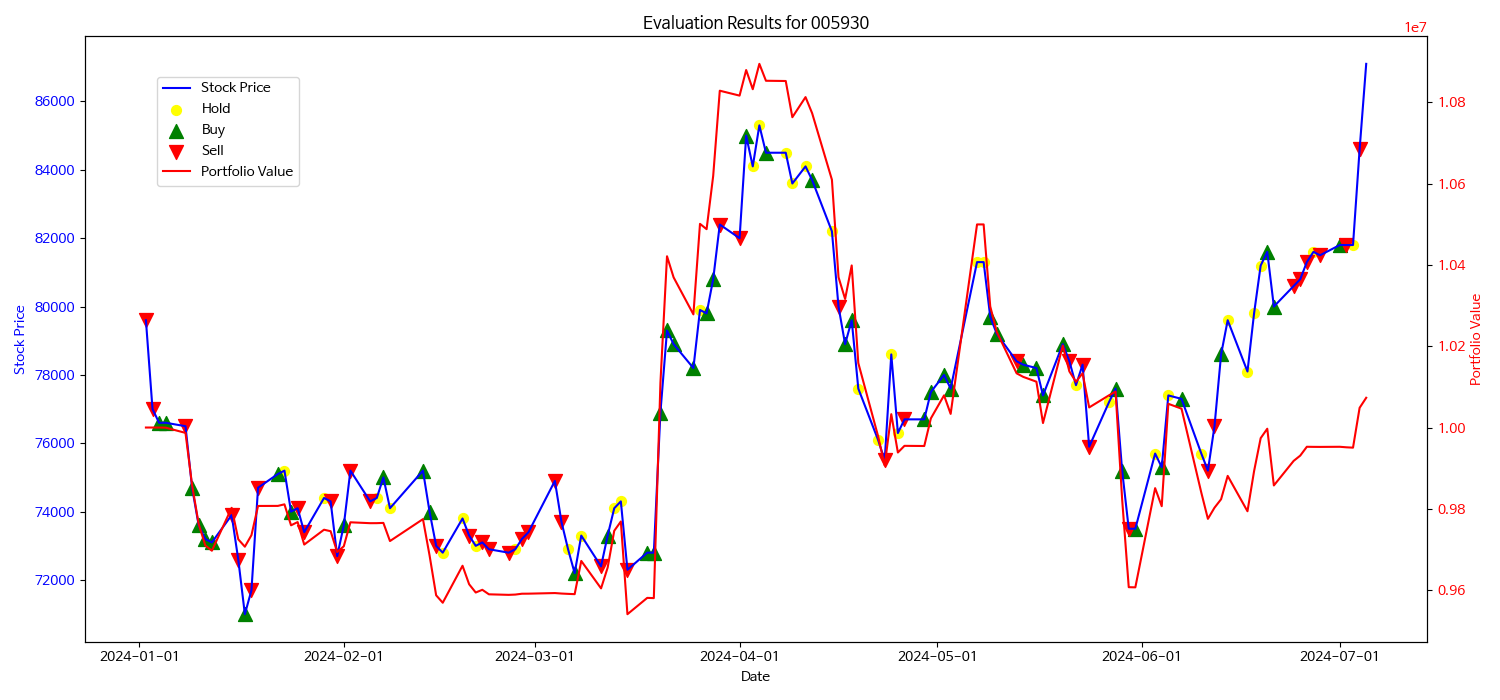 Evaluation Results for 005930
1e7
Stock Price
Hold
Buy
Sell
Portfolio Value
86000
84000
82000
80000
78000
76000
74000
72000
Stock Price
1.08
1.06
1.04
1.02
1.00
0.98
0.96
Portfolio Value
2024-01-01
2024-02-01
2024-03-01
2024-04-01
2024-05-01
2024-06-01
2024-07-01
Date